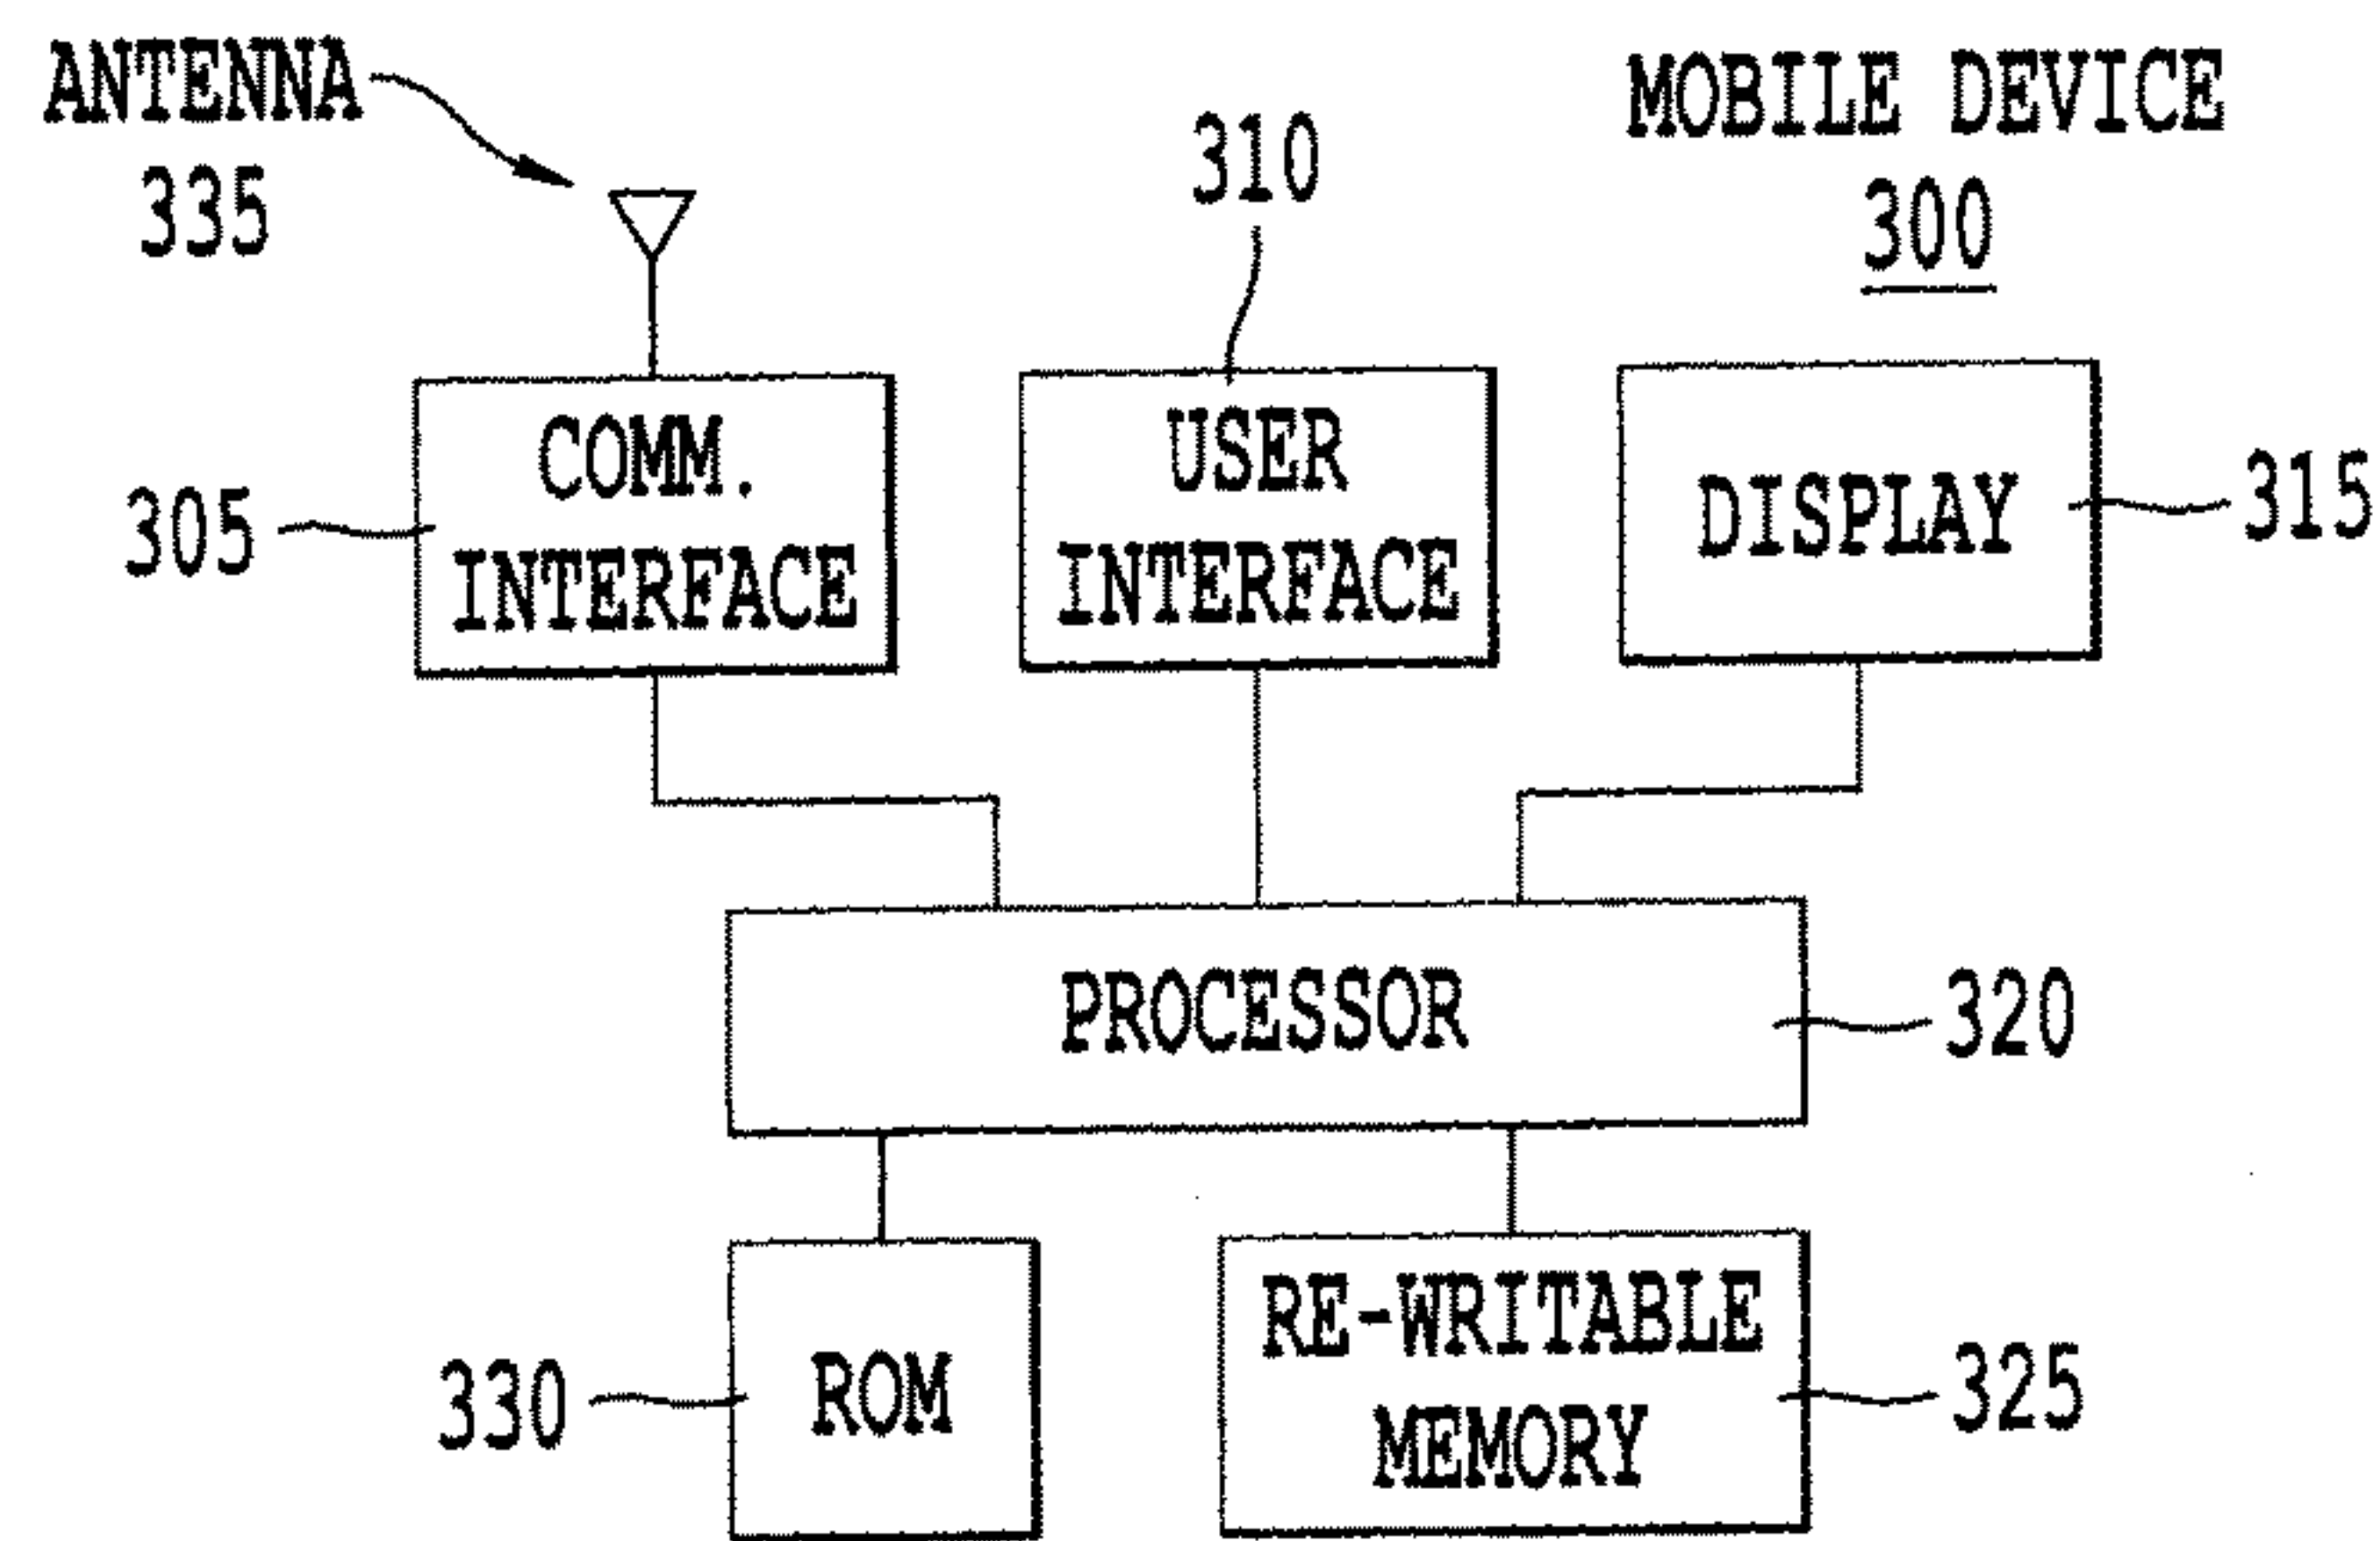 ANTENNA
335
310
MOBILE DEVICE
300
COMM.
INTERFACE
305
USER
INTERFACE
DISPLAY
315
PROCESSOR
320
ROM
330
RE-WRITABLE
MEMORY
325